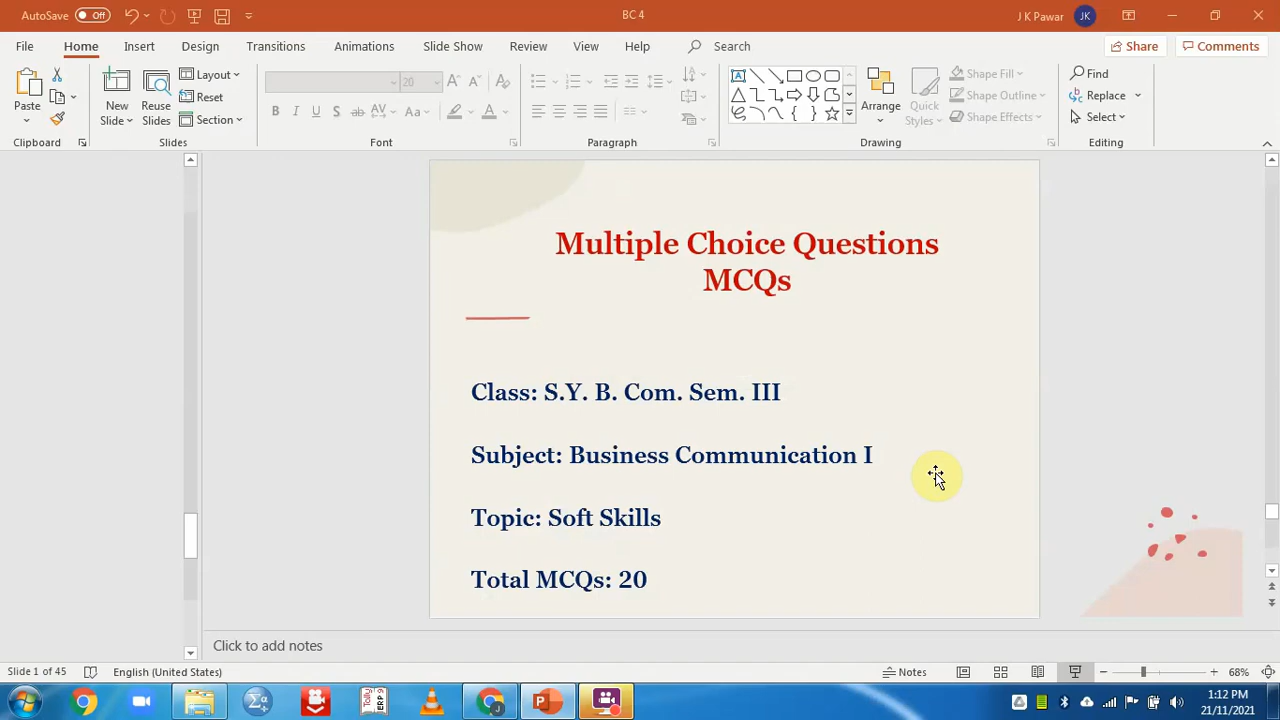 AutoSave Off
BC 4
J K Pawar JK
File Home Insert Design Transitions Animations Slide Show Review View Help Search Share Comments
Paste
New Slide
Reuse Slides
Layout
Reset
Section
20
B I U S ab AV Aa A
Arrange
Quick Styles
Shape Fill
Shape Outline
Shape Effects
Find
Replace
Select
Clipboard Slides Font Paragraph Drawing Editing
Multiple Choice Questions
MCQs
Class: S.Y. B. Com. Sem. III
Subject: Business Communication I
Topic: Soft Skills
Total MCQs: 20
Click to add notes
Slide 1 of 45 English (United States) Notes 68%
1:12 PM
21/11/2021